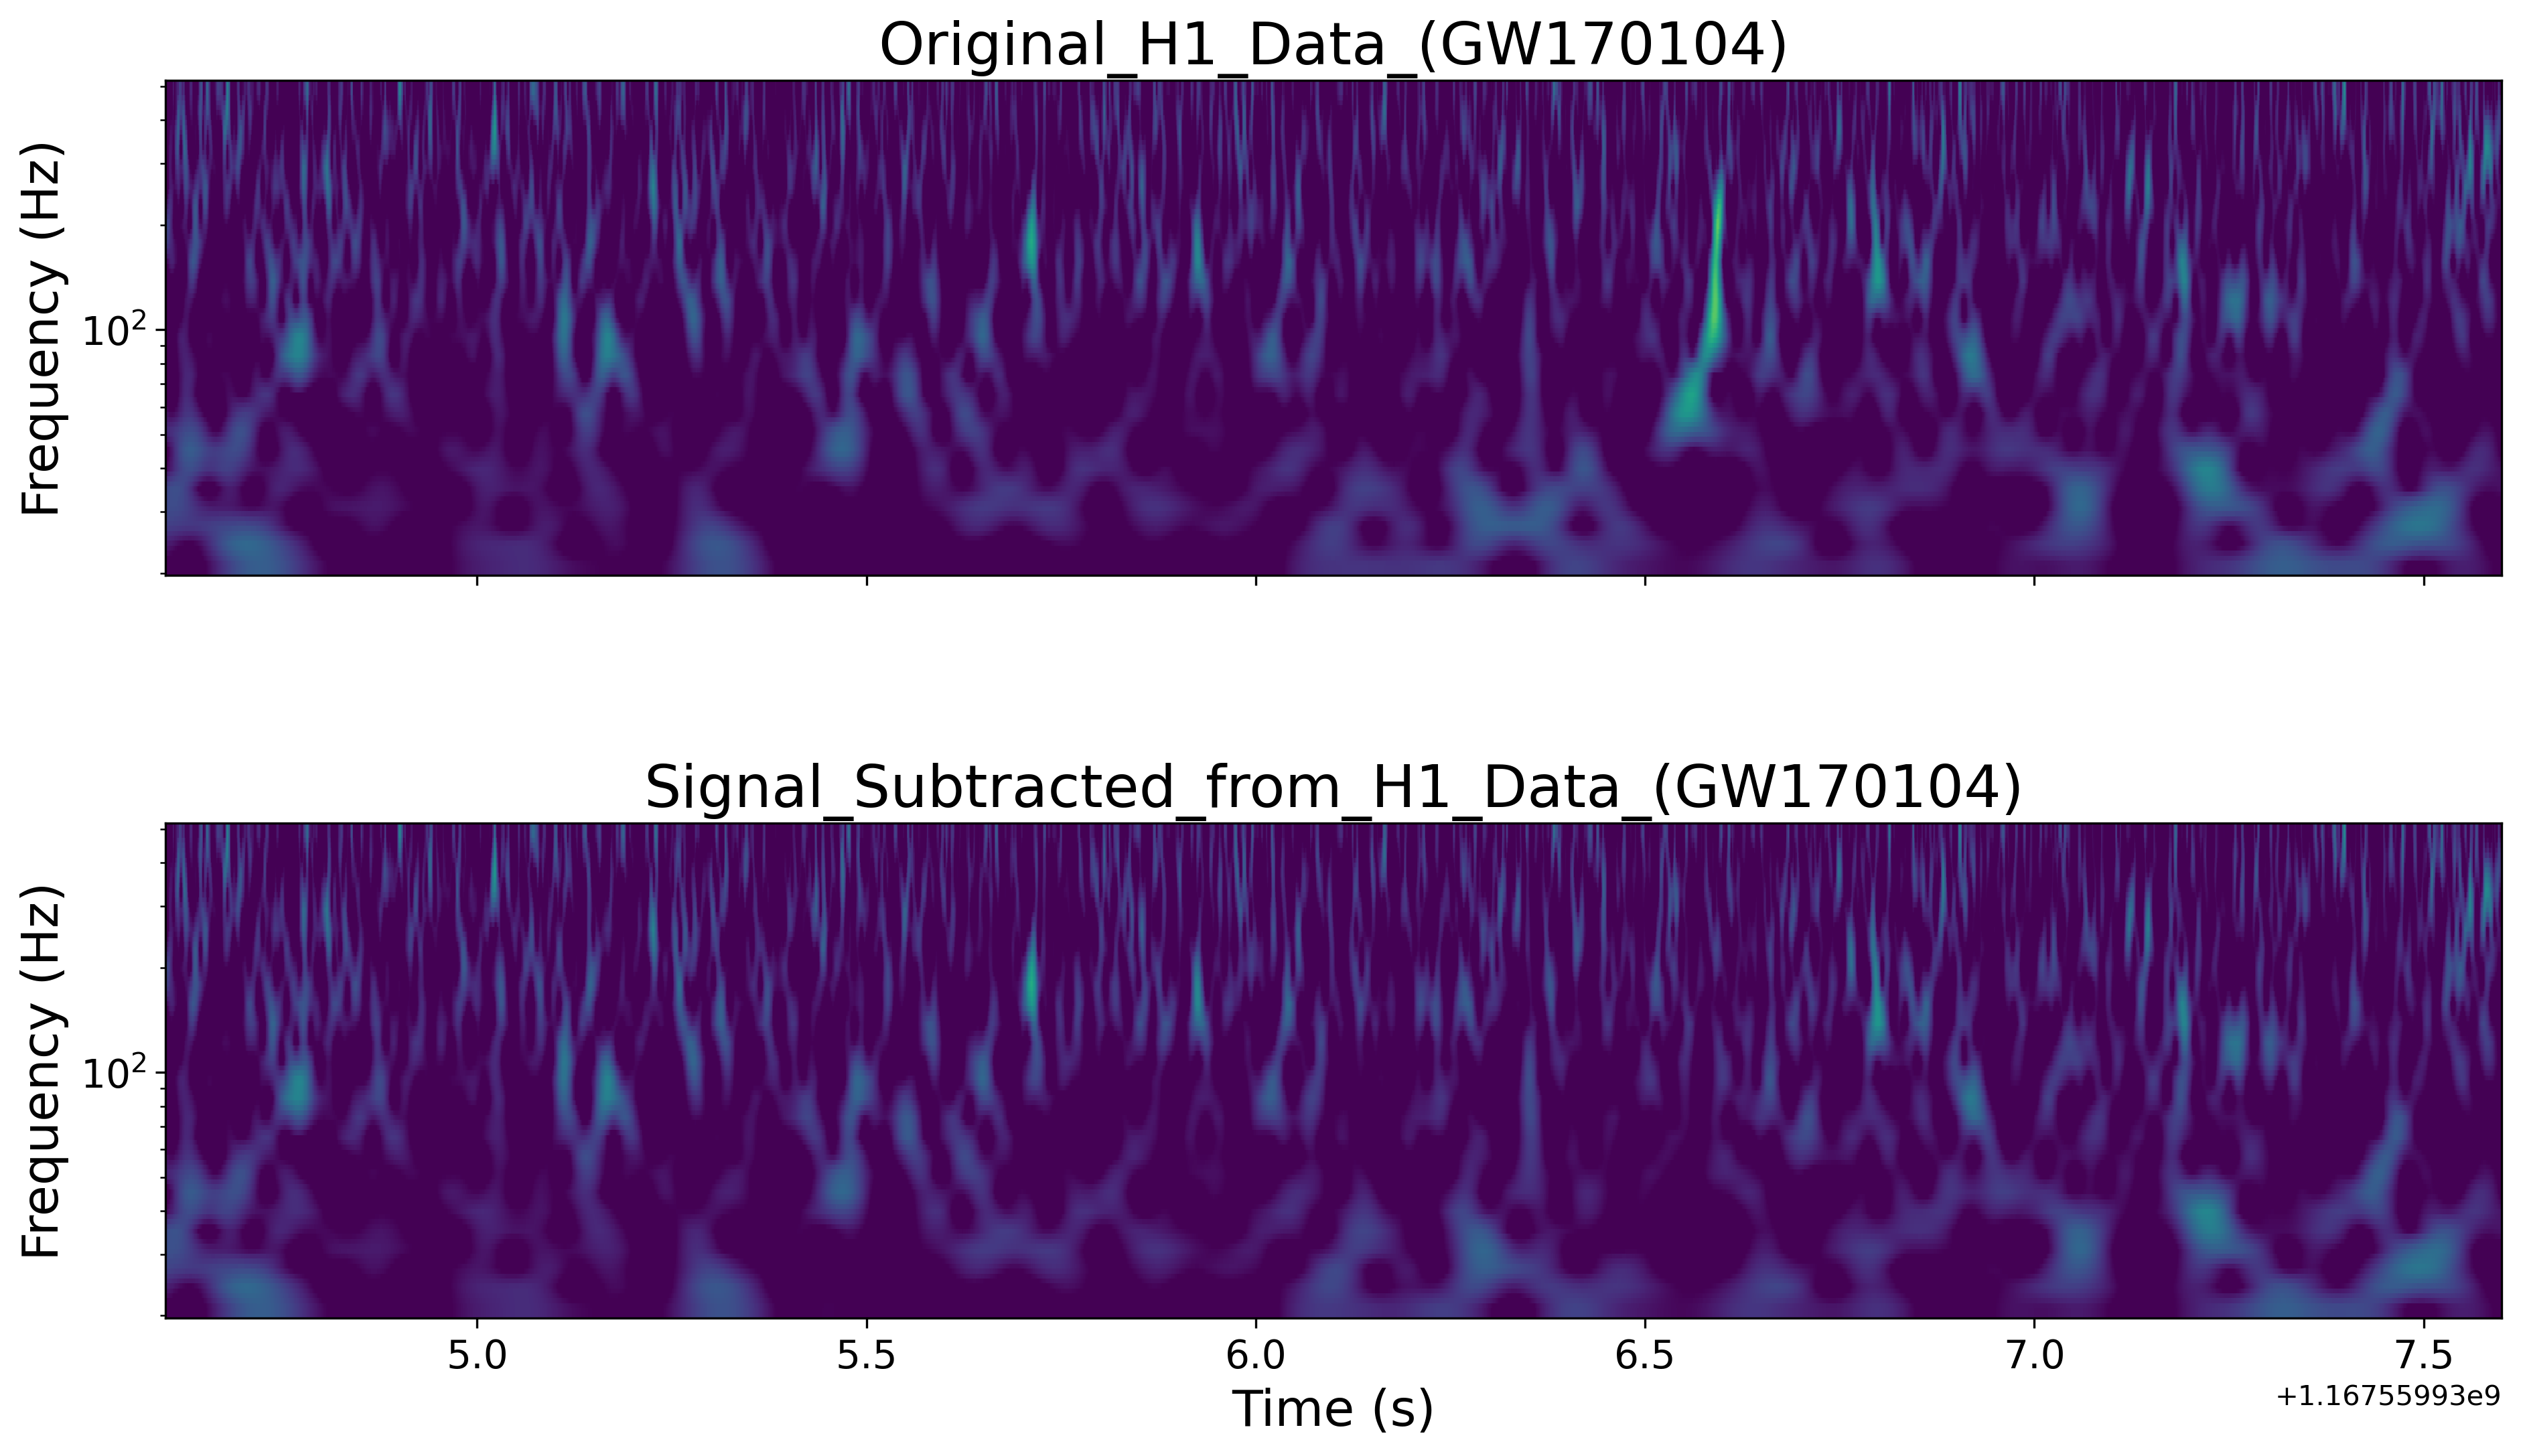 Original_H1_Data_(GW170104)
Frequency (Hz)
10²
Signal_Subtracted_from_H1_Data_(GW170104)
Frequency (Hz)
10²
5.0 5.5 6.0 6.5 7.0 7.5
Time (s)
+1.16755993e9